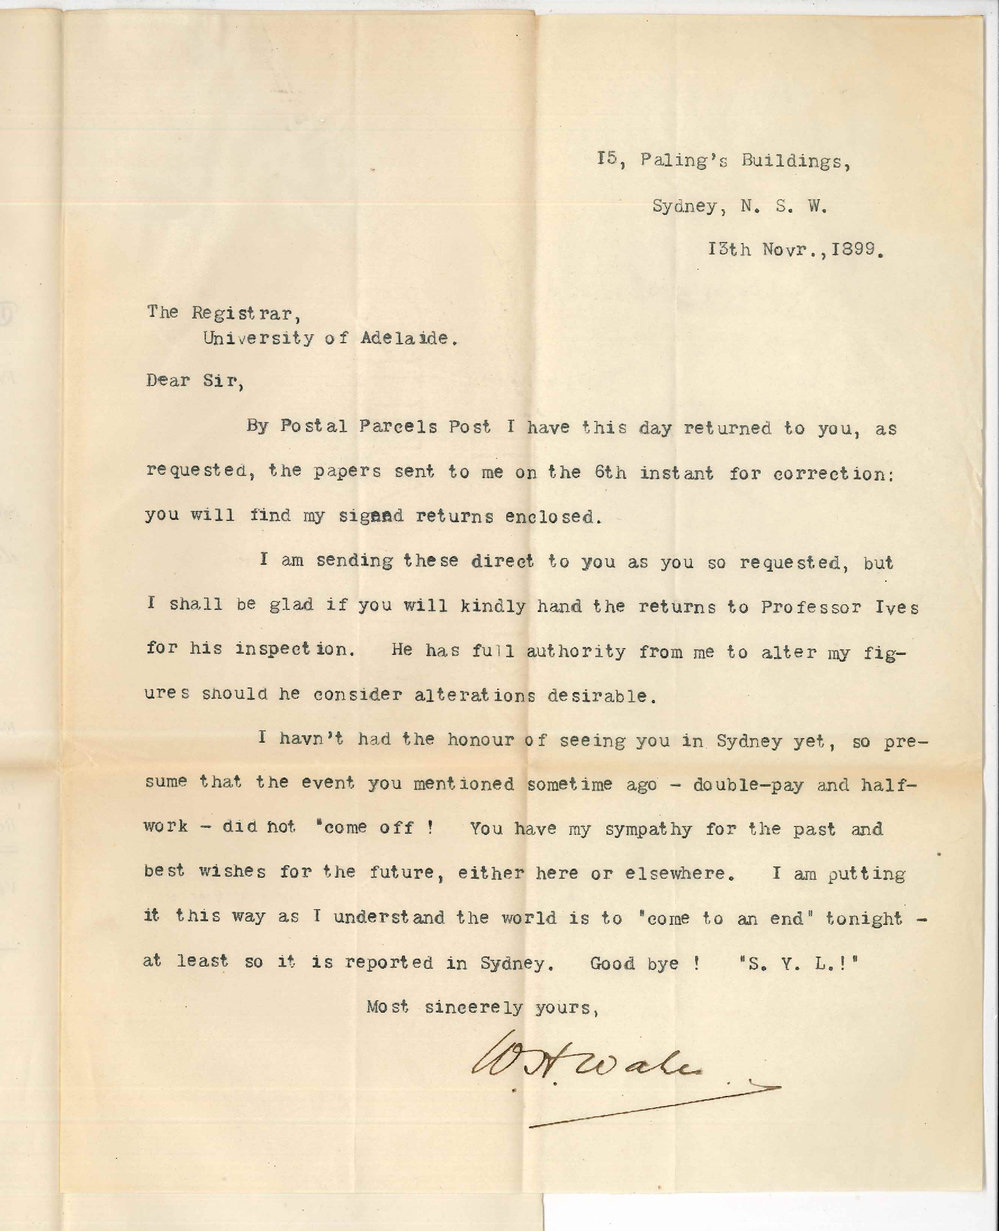 15, Paling's Buildings,
Sydney, N. S. W.
13th Novr.,1899.
The Registrar,
University of Adelaide.
Dear Sir,
By Postal Parcels Post I have this day returned to you, as
requested, the papers sent to me on the 6th instant for correction:
you will find my signed returns enclosed.
I am sending these direct to you as you so requested, but
I shall be glad if you will kindly hand the returns to Professor Ives
for his inspection. He has full authority from me to alter my fig-
ures should he consider alterations desirable.
I havn't had the honour of seeing you in Sydney yet, so pre-
sume that the event you mentioned sometime ago - double-pay and half-
work - did not "come off ! You have my sympathy for the past and
best wishes for the future, either here or elsewhere. I am putting
it this way as I understand the world is to "come to an end" tonight -
at least so it is reported in Sydney. Good bye ! "S. Y. L.!"
Most sincerely yours,
W. H. Wale